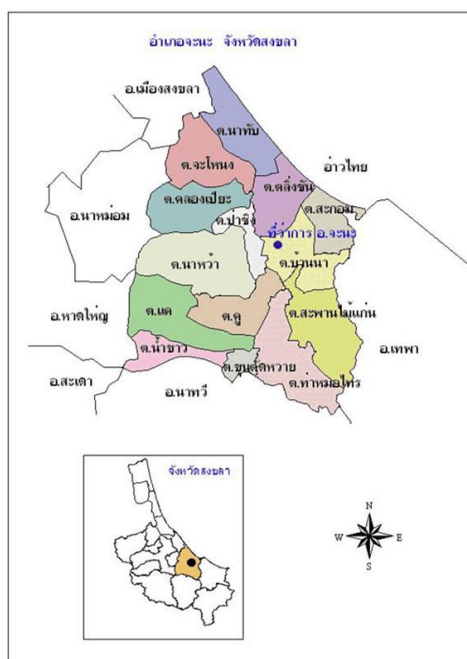 อำเภอจะนะ จังหวัดสงขลา
อ.เมืองสงขลา
ต.นาทับ
ต.จะโหนง
อ่าวไทย
ต.ตลิ่งชัน
ต.คลองเปียะ
ต.สะกอม
อ.นาหม่อม
ต.ป่าชิง
ที่ว่าการ อ.จะนะ
ต.นาหว้า
ต.บ้านนา
ต.แค
ต.คู
ต.สะพานไม้แก่น
อ.หาดใหญ่
ต.น้ำขาว
อ.เทพา
ต.ขุนตัดหวาย
อ.สะเดา
อ.นาทวี
ต.ท่าหมอไทร
จังหวัดสงขลา
N
W E
S